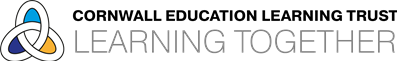 CORNWALL EDUCATION LEARNING TRUST
LEARNING TOGETHER